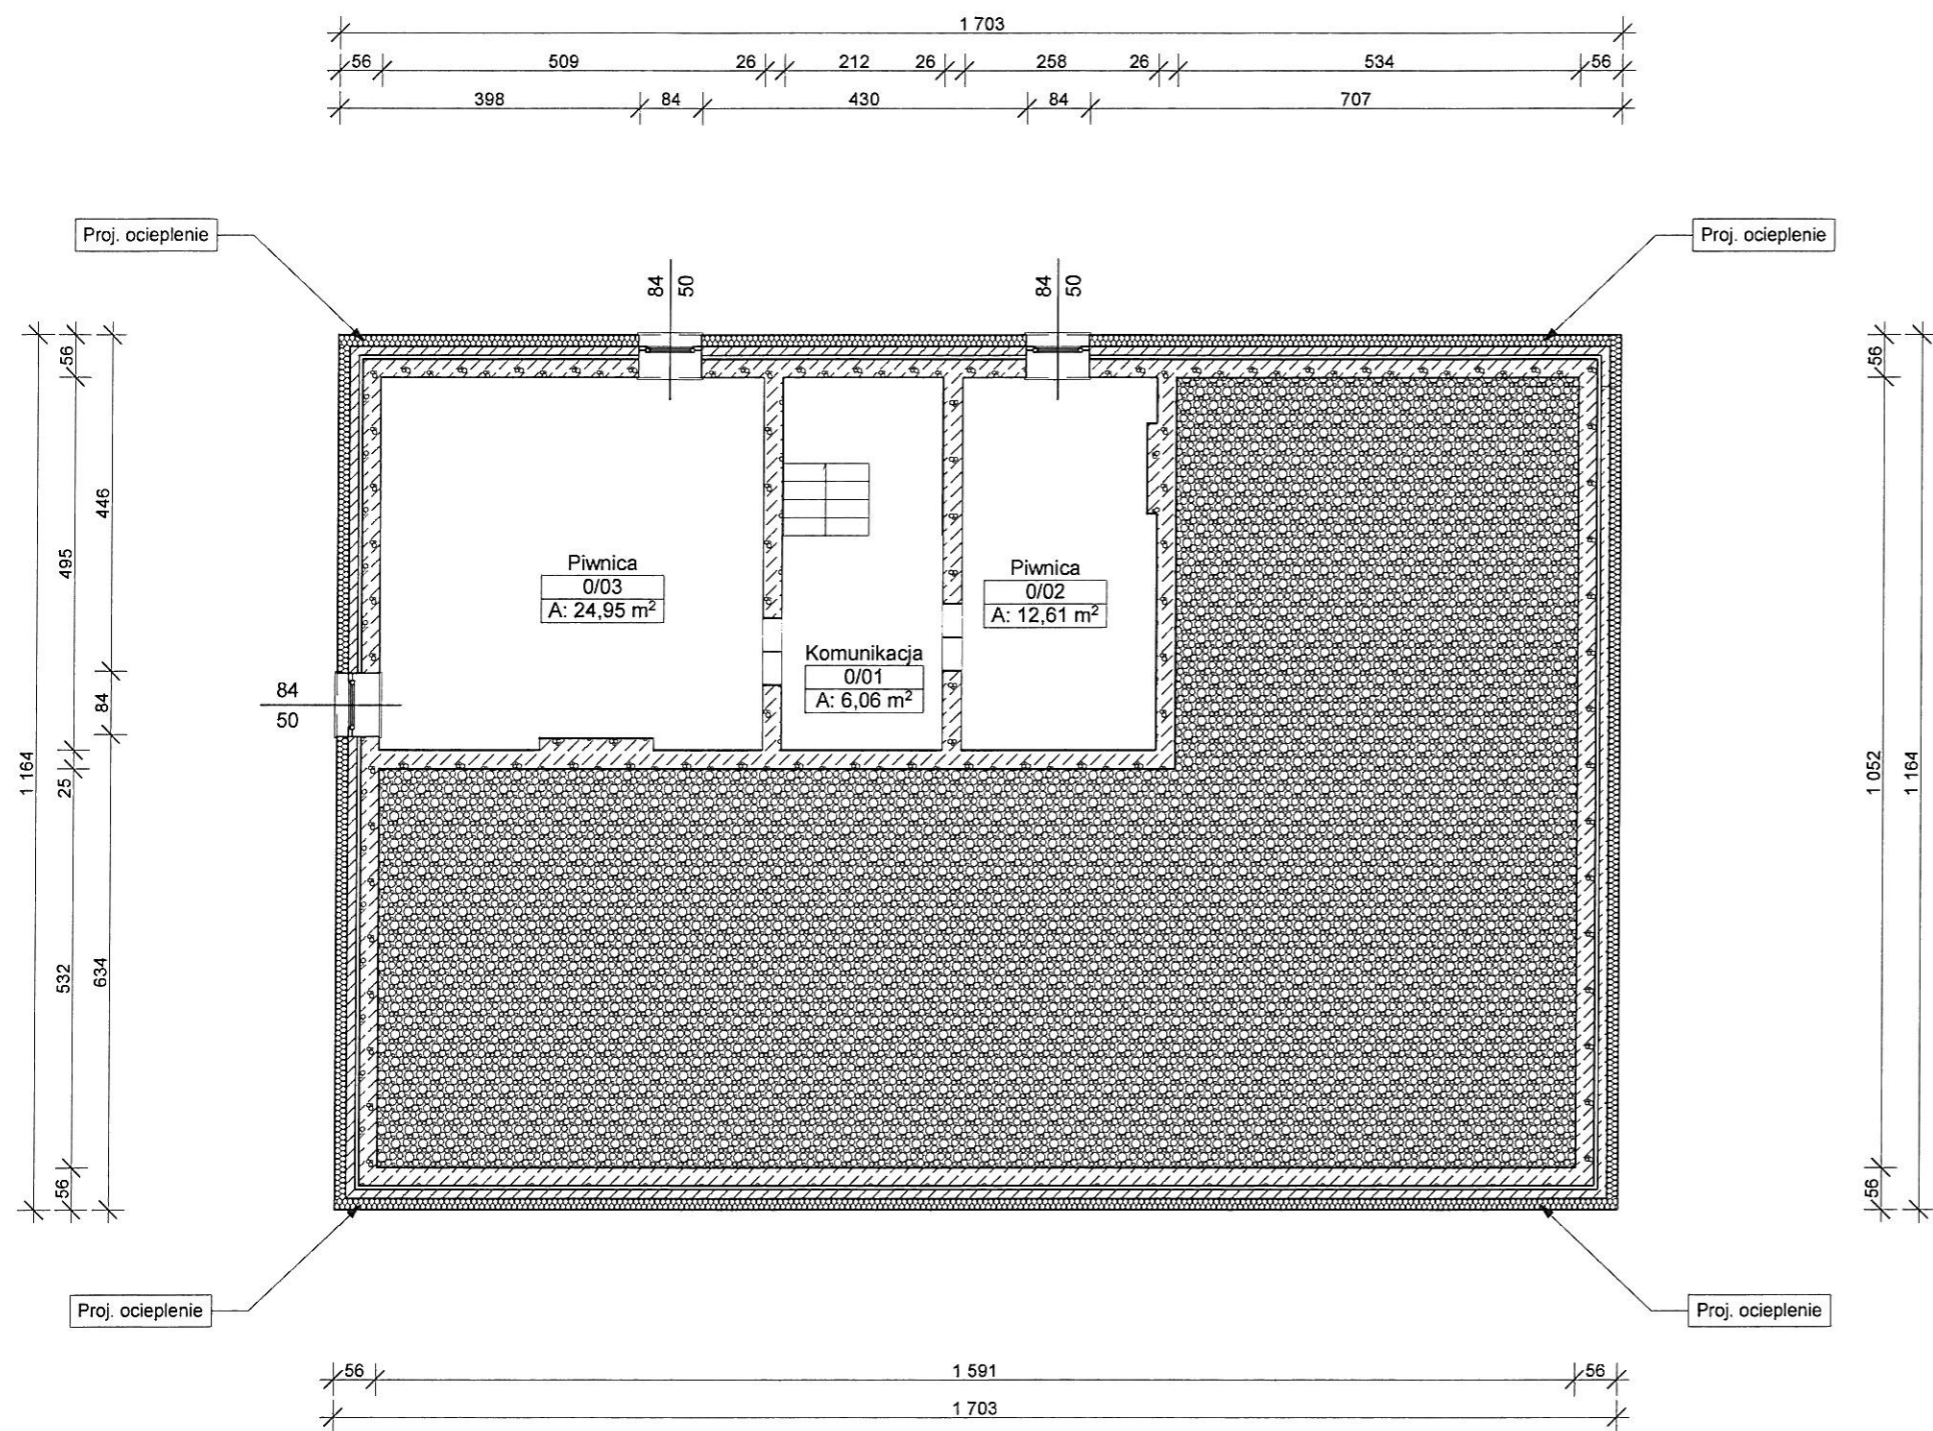 1 703
56 509 26 212 26 258 26 534 56
398 84 430 84 707
Proj. ocieplenie
Proj. ocieplenie
84
50
84
50
56
495
25
532
56
446
84
634
1 164
84
50
Piwnica
0/03
A: 24,95 m²
Komunikacja
0/01
A: 6,06 m²
Piwnica
0/02
A: 12,61 m²
56
1 052
56
1 164
Proj. ocieplenie
Proj. ocieplenie
56 1 591 56
1 703